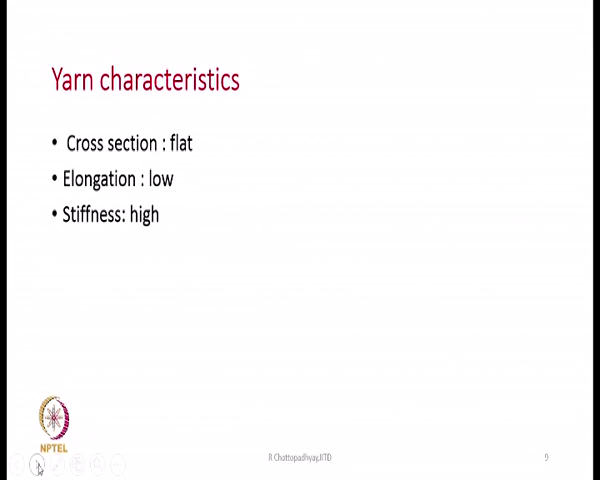 Yarn characteristics
• Cross section : flat
• Elongation : low
• Stiffness: high
NPTEL
R Chattopadhyay,IITD
9